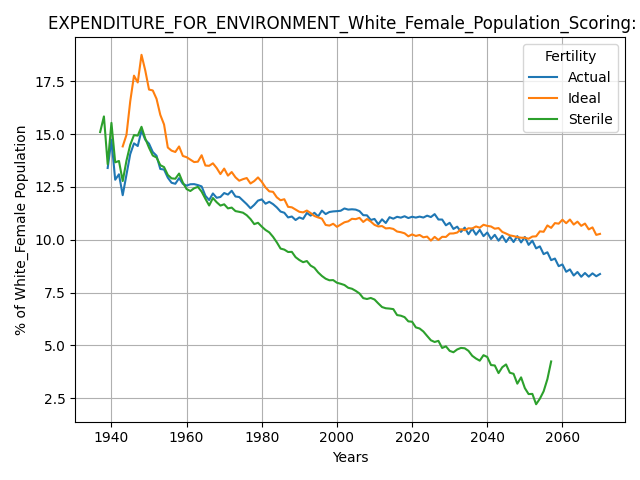 EXPENDITURE_FOR_ENVIRONMENT_White_Female_Population_Scoring:
Fertility
Actual
Ideal
Sterile
17.5
15.0
12.5
10.0
7.5
5.0
2.5
% of White_Female Population
1940 1960 1980 2000 2020 2040 2060
Years